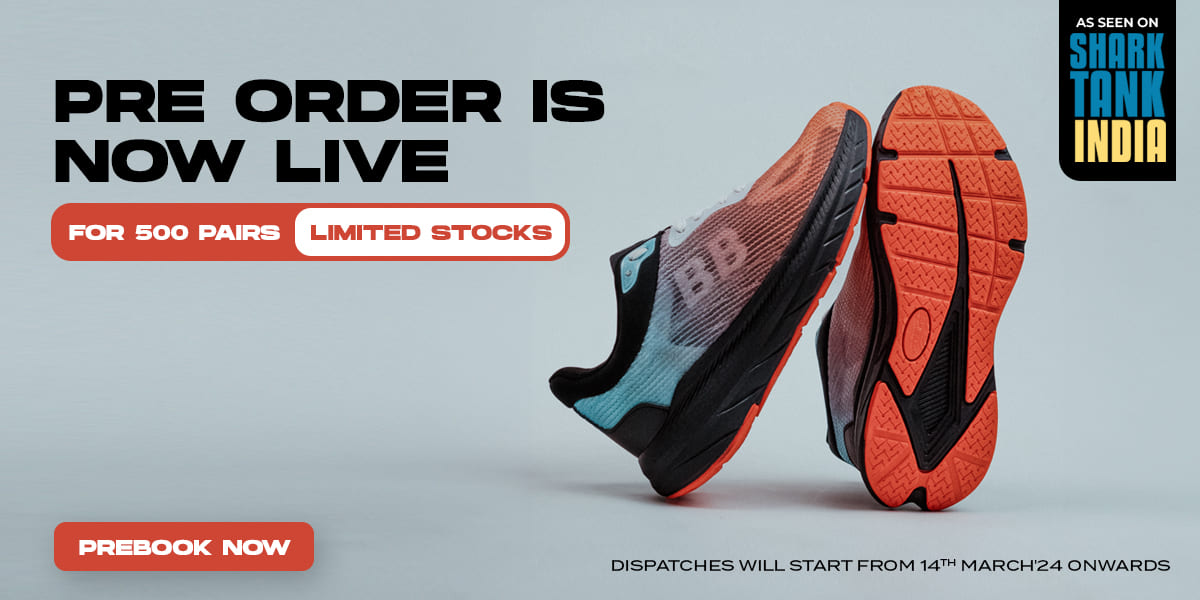 PRE ORDER IS
NOW LIVE
FOR 500 PAIRS LIMITED STOCKS
AS SEEN ON
SHARK
TANK
INDIA
BB
PREBOOK NOW
DISPATCHES WILL START FROM 14TH MARCH'24 ONWARDS